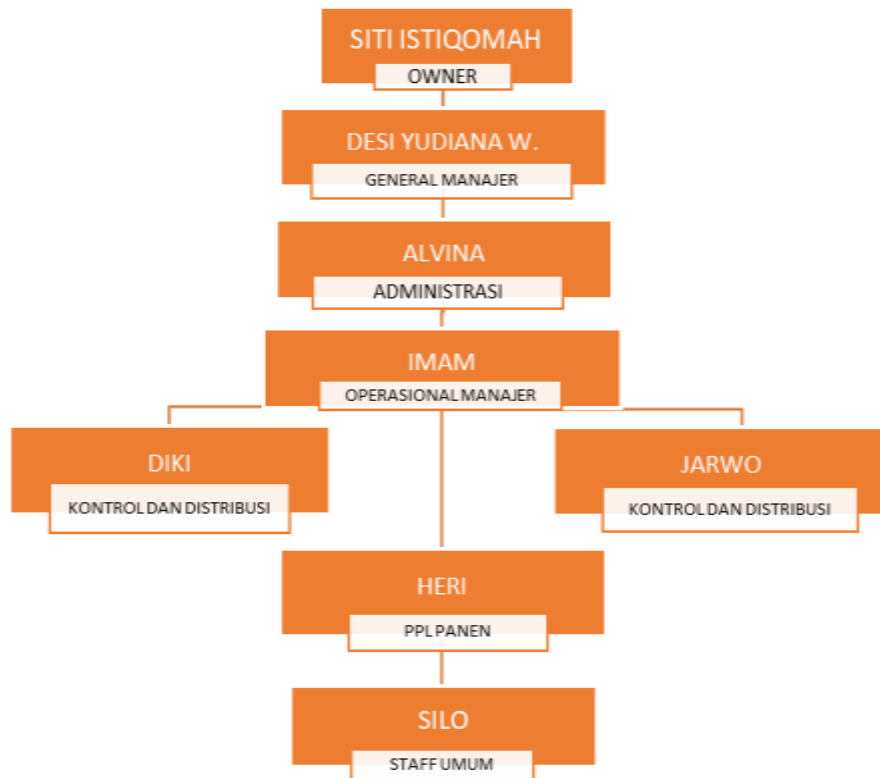 SITI ISTIQOMAH
OWNER
DESI YUDIANA W.
GENERAL MANAJER
ALVINA
ADMINISTRASI
IMAM
OPERASIONAL MANAJER
DIKI
KONTROL DAN DISTRIBUSI
JARWO
KONTROL DAN DISTRIBUSI
HERI
PPL PANEN
SILO
STAFF UMUM